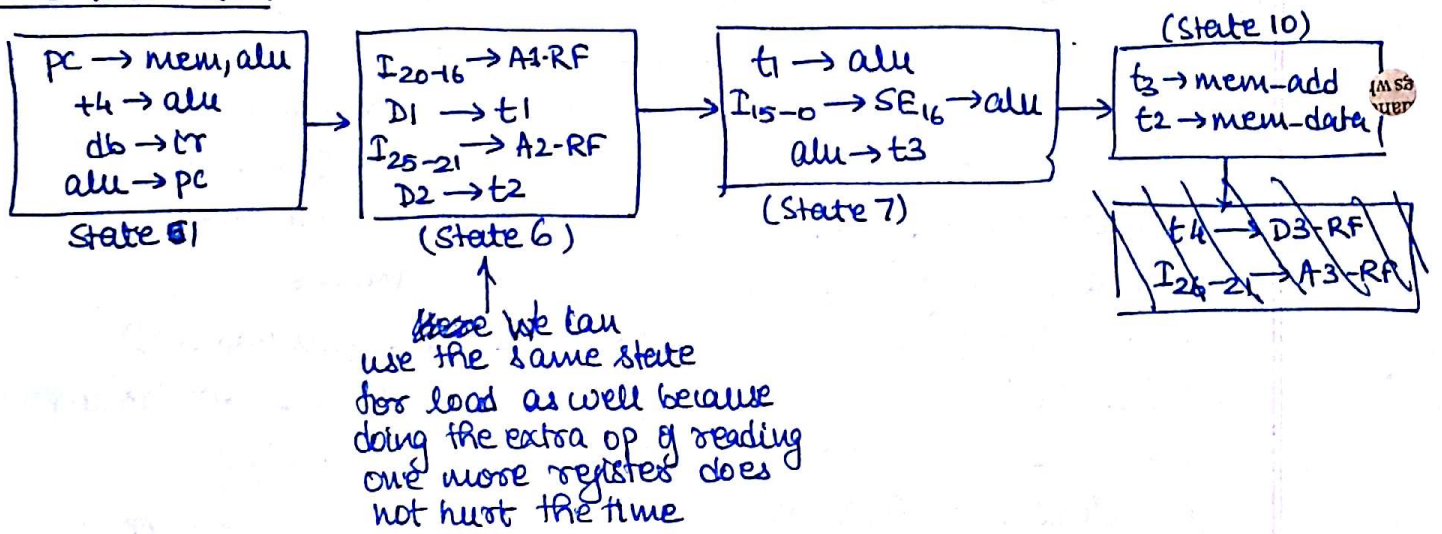 pc → mem, alu
t4 → alu
db → tr
alu → pc
State 1
I20-16 → A1-RF
D1 → t1
I25-21 → A2-RF
D2 → t2
(State 6)
t1 → alu
I15-0 → SE16 → alu
alu → t3
(State 7)
(State 10)
t3 → mem-add
t2 → mem-data
t4 → D3-RF
I26-21 → A3-RF
we can
use the same state
for load as well because
doing the extra op of reading
one more register does
not hurt the time